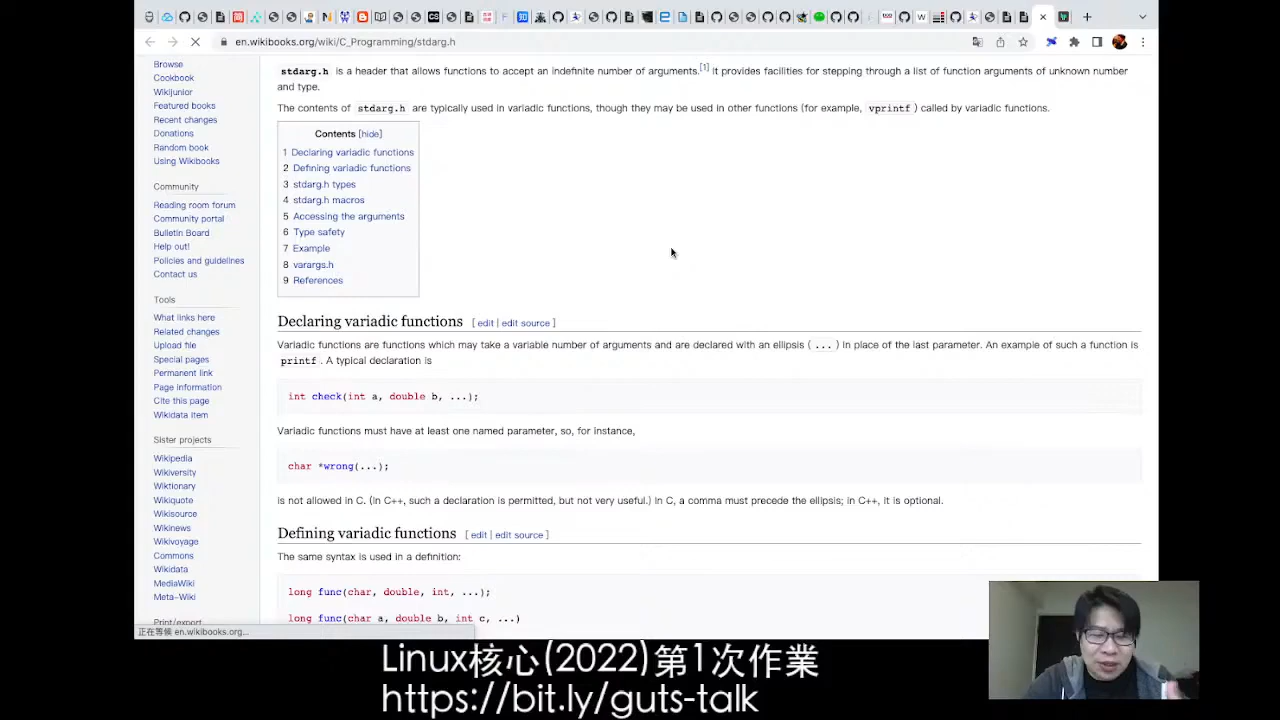 en.wikibooks.org/wiki/C_Programming/stdarg.h
Browse
Cookbook
Wikijunior
Featured books
Recent changes
Donations
Random book
Using Wikibooks
Community
Reading room forum
Community portal
Bulletin Board
Help out!
Policies and guidelines
Contact us
Tools
What links here
Related changes
Upload file
Special pages
Permanent link
Page information
Cite this page
Wikidata item
Sister projects
Wikipedia
Wikiversity
Wiktionary
Wikiquote
Wikisource
Wikinews
Wikivoyage
Commons
Wikidata
MediaWiki
Meta-Wiki
Print/export
stdarg.h is a header that allows functions to accept an indefinite number of arguments.[1] It provides facilities for stepping through a list of function arguments of unknown number
and type.
The contents of stdarg.h are typically used in variadic functions, though they may be used in other functions (for example, vprintf ) called by variadic functions.
Contents [hide]
1 Declaring variadic functions
2 Defining variadic functions
3 stdarg.h types
4 stdarg.h macros
5 Accessing the arguments
6 Type safety
7 Example
8 varargs.h
9 References
Declaring variadic functions [ edit | edit source ]
Variadic functions are functions which may take a variable number of arguments and are declared with an ellipsis ( ... ) in place of the last parameter. An example of such a function is
printf . A typical declaration is
int check(int a, double b, ...);
Variadic functions must have at least one named parameter, so, for instance,
char *wrong(...);
is not allowed in C. (In C++, such a declaration is permitted, but not very useful.) In C, a comma must precede the ellipsis; in C++, it is optional.
Defining variadic functions [ edit | edit source ]
The same syntax is used in a definition:
long func(char, double, int, ...);
long func(char a, double b, int c, ...)
正在等候 en.wikibooks.org...
Linux核心(2022)第1次作業
https://bit.ly/guts-talk